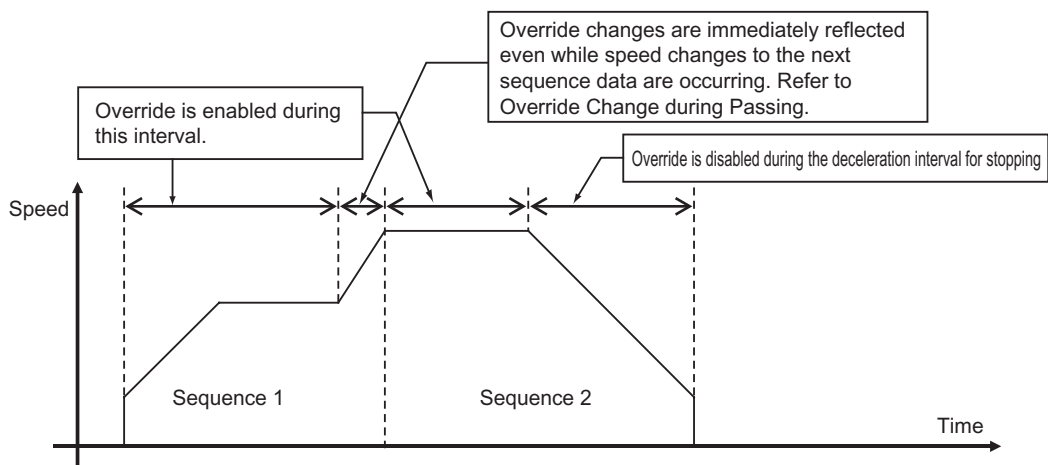 Override changes are immediately reflected
even while speed changes to the next
sequence data are occurring. Refer to
Override Change during Passing.
Override is enabled during
this interval.
Override is disabled during the deceleration interval for stopping
Speed
Sequence 1
Sequence 2
Time